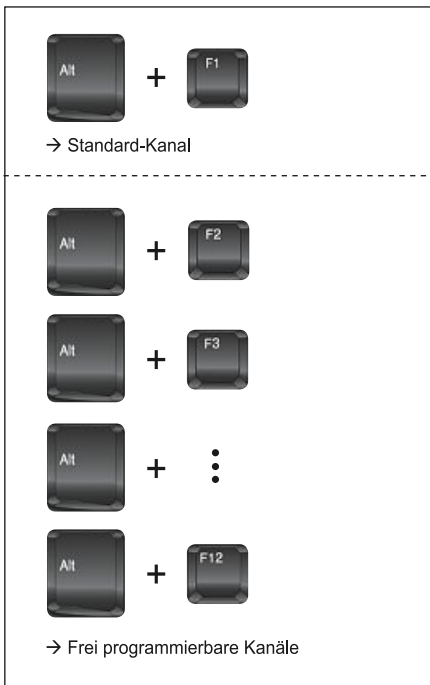 Alt + F1
→ Standard-Kanal
Alt + F2
Alt + F3
Alt + ⋮
Alt + F12
→ Frei programmierbare Kanäle